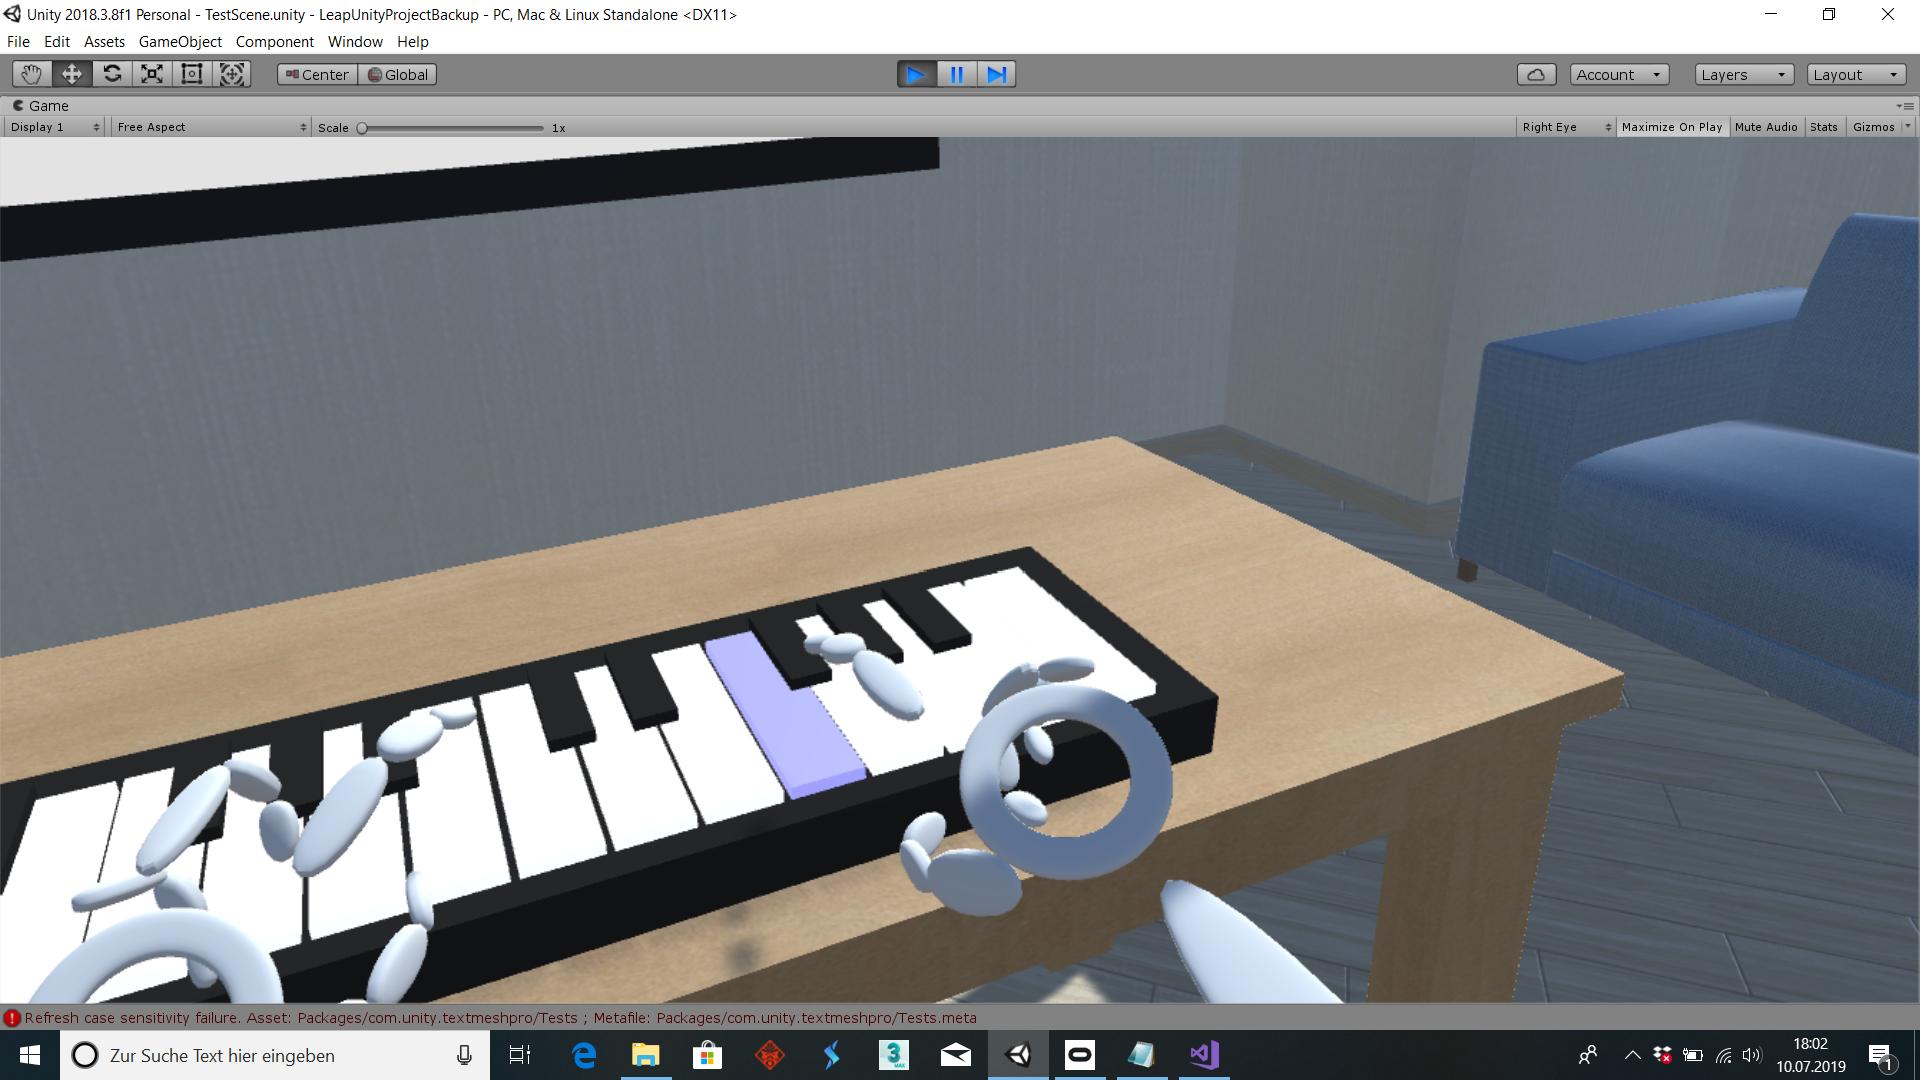 Unity 2018.3.8f1 Personal - TestScene.unity - LeapUnityProjectBackup - PC, Mac & Linux Standalone <DX11>
File Edit Assets GameObject Component Window Help
Center Global Account Layers Layout
Game
Display 1 Free Aspect Scale 1x Right Eye Maximize On Play Mute Audio Stats Gizmos
Refresh case sensitivity failure. Asset: Packages/com.unity.textmeshpro/Tests ; Metafile: Packages/com.unity.textmeshpro/Tests.meta
Zur Suche Text hier eingeben
3
MAX
18:02
10.07.2019
1